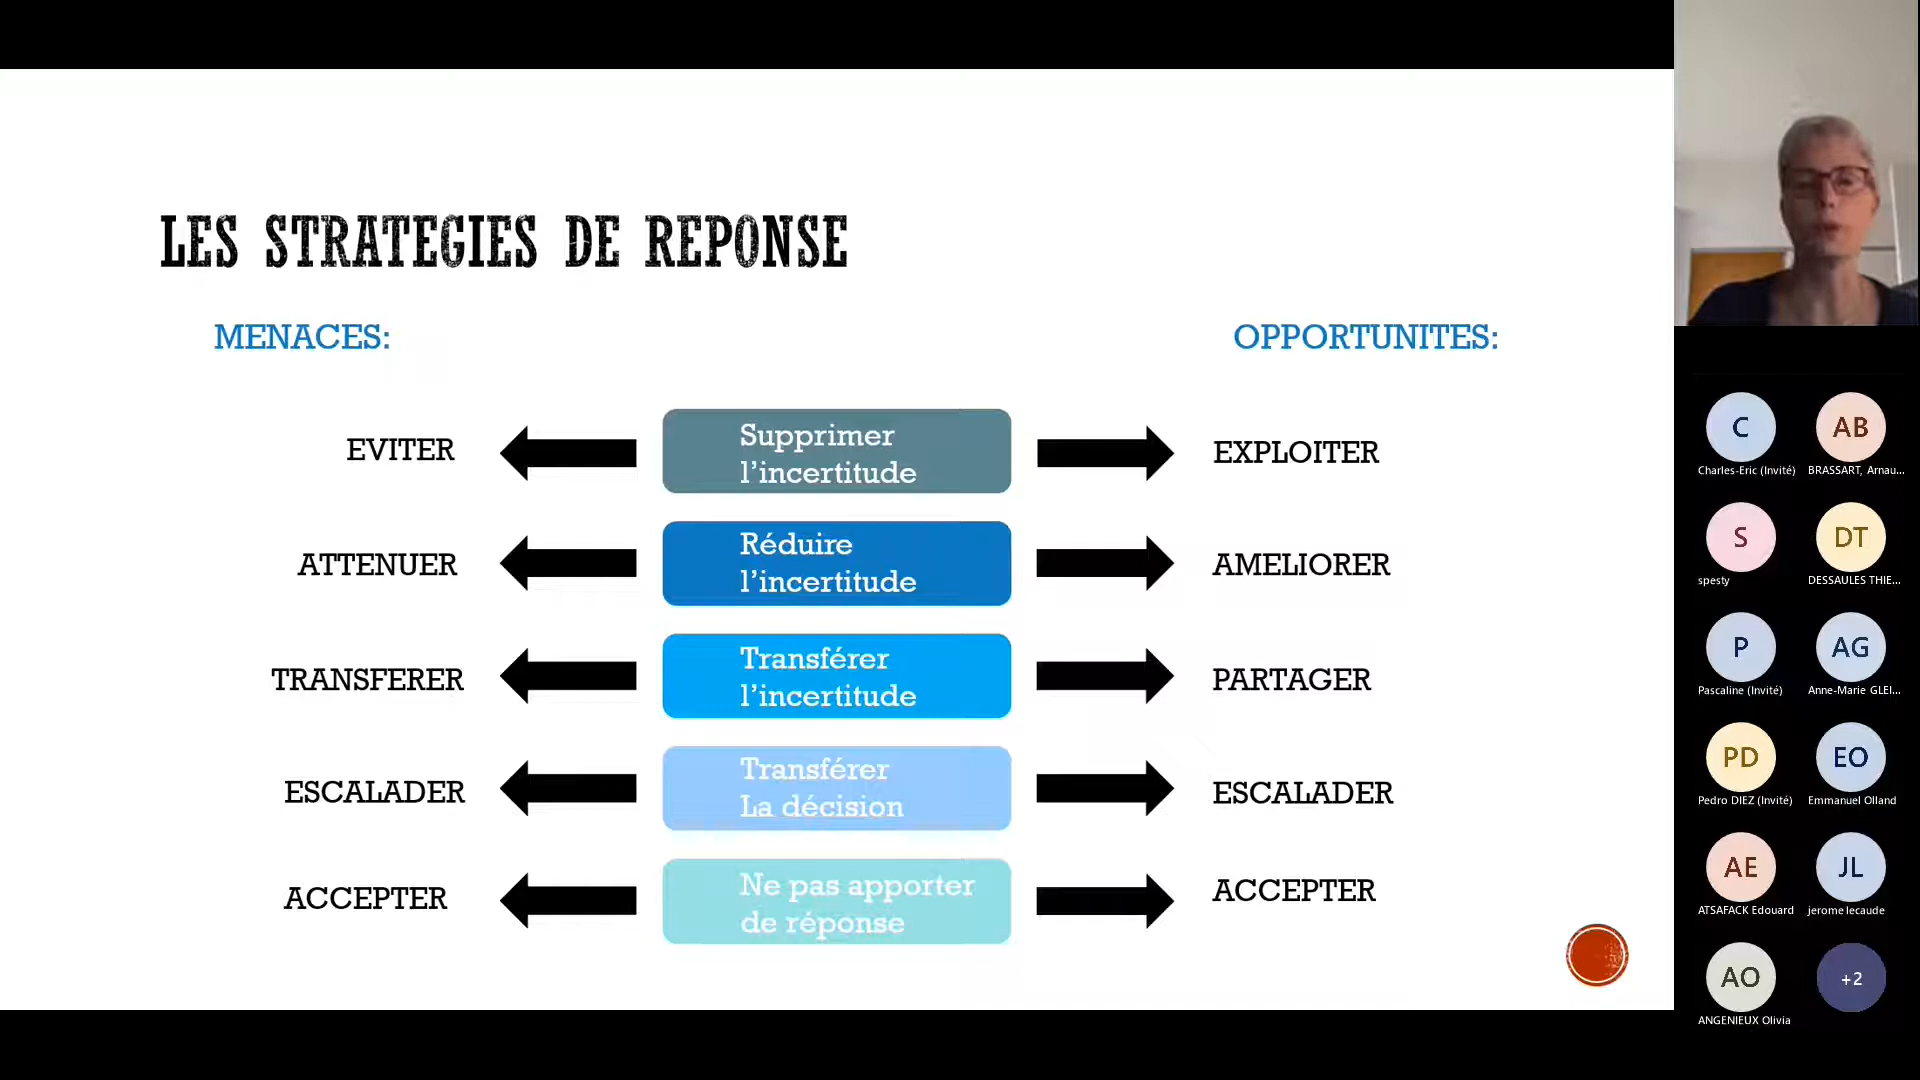 LES STRATEGIES DE REPONSE
MENACES:
OPPORTUNITES:
EVITER
Supprimer
l'incertitude
EXPLOITER
ATTENUER
Réduire
l'incertitude
AMELIORER
TRANSFERER
Transférer
l'incertitude
PARTAGER
ESCALADER
Transférer
La décision
ESCALADER
ACCEPTER
Ne pas apporter
de réponse
ACCEPTER
C
AB
Charles-Eric (Invité)
BRASSART, Arnau...
S
DT
spesty
DESSAULES THIE...
P
AG
Pascaline (Invité)
Anne-Marie GLEI...
PD
EO
Pedro DIEZ (Invité)
Emmanuel Olland
AE
JL
ATSAFACK Edouard
jerome lecaude
AO
+2
ANGENIEUX Olivia